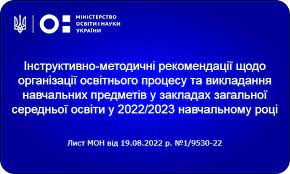 МІНІСТЕРСТВО
ОСВІТИ І НАУКИ
УКРАЇНИ
Інструктивно-методичні рекомендації щодо
організації освітнього процесу та викладання
навчальних предметів у закладах загальної
середньої освіти у 2022/2023 навчальному році
Лист МОН від 19.08.2022 р. №1/9530-22